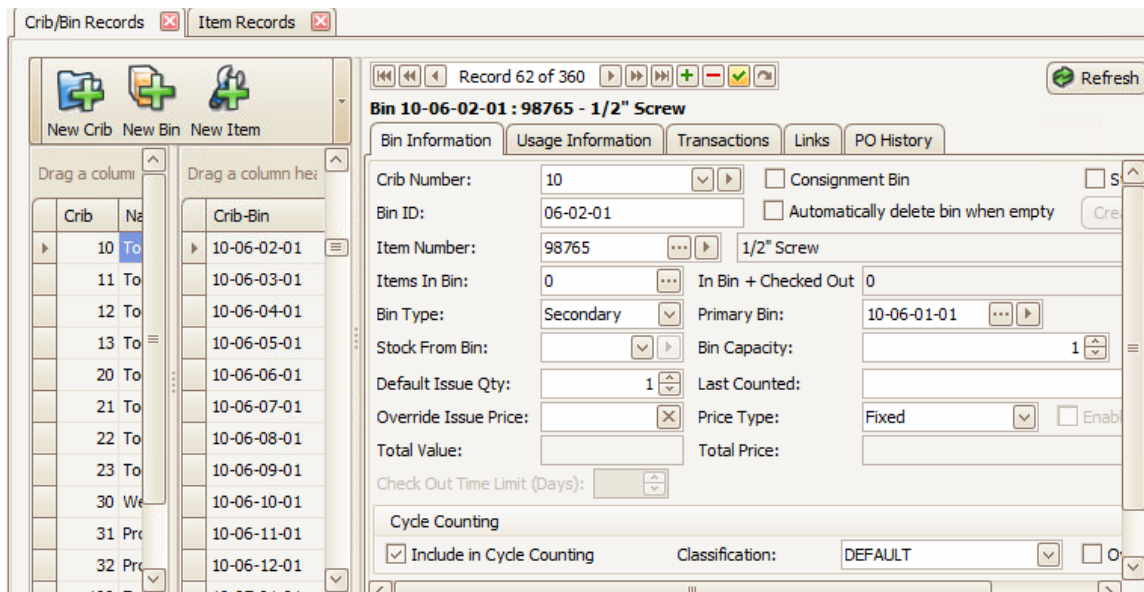 Crib/Bin Records Item Records
New Crib New Bin New Item
Record 62 of 360 Refresh
Bin 10-06-02-01 : 98765 - 1/2" Screw
Bin Information Usage Information Transactions Links PO History
Drag a Drag a column
Crib Crib-Bin
10 10-06-02-01
11 10-06-03-01
12 10-06-04-01
13 10-06-05-01
20 10-06-06-01
21 10-06-07-01
22 10-06-08-01
23 10-06-09-01
30 10-06-10-01
31 10-06-11-01
32 10-06-12-01
Crib Number: 10 Consignment Bin
Bin ID: 06-02-01 Automatically delete bin when empty
Item Number: 98765 1/2" Screw
Items In Bin: 0 In Bin + Checked Out 0
Bin Type: Secondary Primary Bin: 10-06-01-01
Stock From Bin: Bin Capacity: 1
Default Issue Qty: 1 Last Counted:
Override Issue Price: Price Type: Fixed
Total Value: Total Price:
Check Out Time Limit (Days):
Cycle Counting
Include in Cycle Counting Classification: DEFAULT